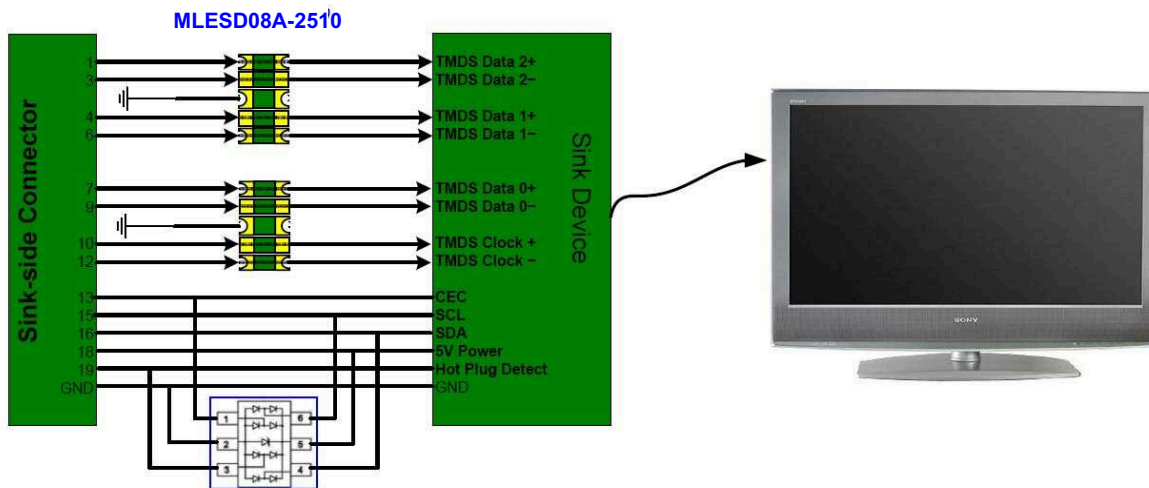 MLESD08A-2510
Sink-side Connector
1
3
4
6
7
9
10
12
13
15
16
18
19
GND
TMDS Data 2+
TMDS Data 2−
TMDS Data 1+
TMDS Data 1−
TMDS Data 0+
TMDS Data 0−
TMDS Clock +
TMDS Clock −
CEC
SCL
SDA
5V Power
Hot Plug Detect
GND
Sink Device
1
2
3
6
5
4
SONY